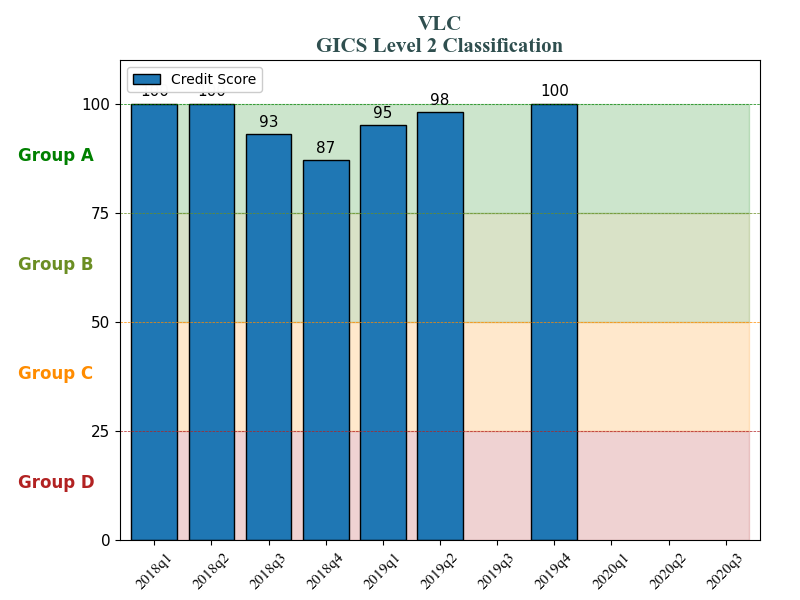 VLC
GICS Level 2 Classification
Credit Score
100
100
93
87
95
98
100
100
75
50
25
0
Group A
Group B
Group C
Group D
2018q1
2018q2
2018q3
2018q4
2019q1
2019q2
2019q3
2019q4
2020q1
2020q2
2020q3